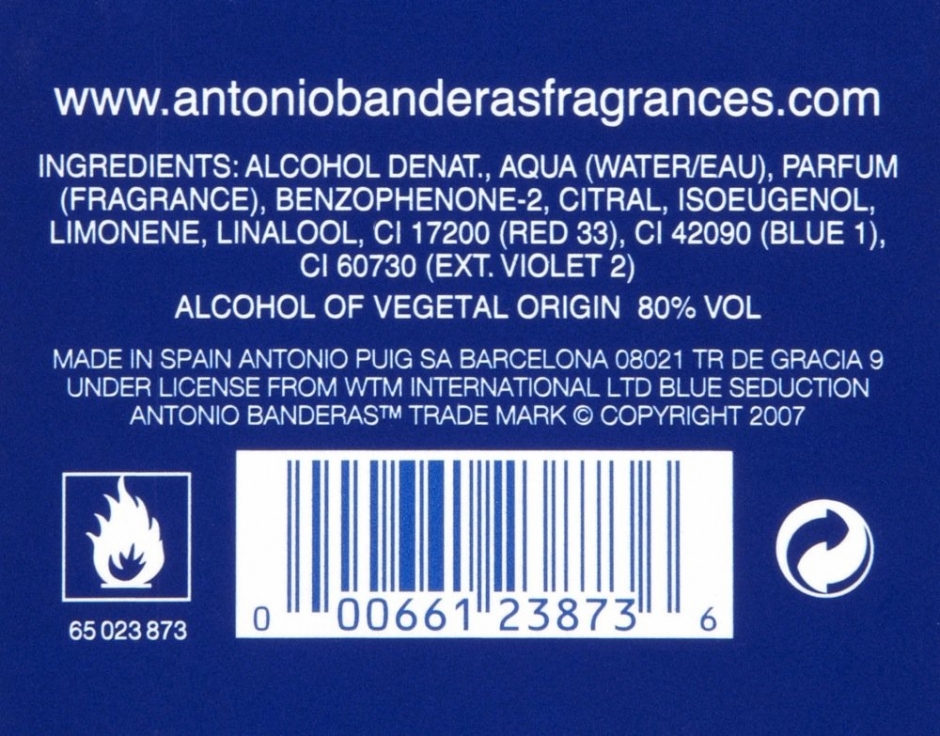 www.antoniobanderasfragrances.com
INGREDIENTS: ALCOHOL DENAT., AQUA (WATER/EAU), PARFUM
(FRAGRANCE), BENZOPHENONE-2, CITRAL, ISOEUGENOL,
LIMONENE, LINALOOL, CI 17200 (RED 33), CI 42090 (BLUE 1),
CI 60730 (EXT. VIOLET 2)
ALCOHOL OF VEGETAL ORIGIN 80% VOL
MADE IN SPAIN ANTONIO PUIG SA BARCELONA 08021 TR DE GRACIA 9
UNDER LICENSE FROM WTM INTERNATIONAL LTD BLUE SEDUCTION
ANTONIO BANDERAS™ TRADE MARK © COPYRIGHT 2007
0 00661 23873 6
65 023 873